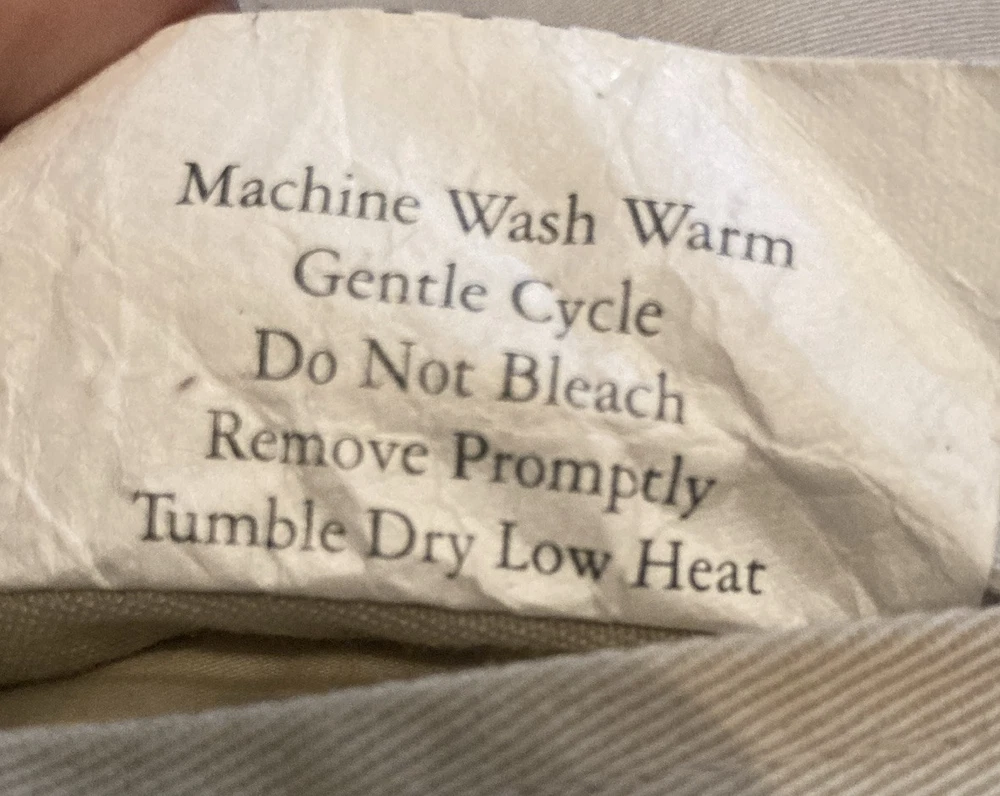 Machine Wash Warm
Gentle Cycle
Do Not Bleach
Remove Promptly
Tumble Dry Low Heat